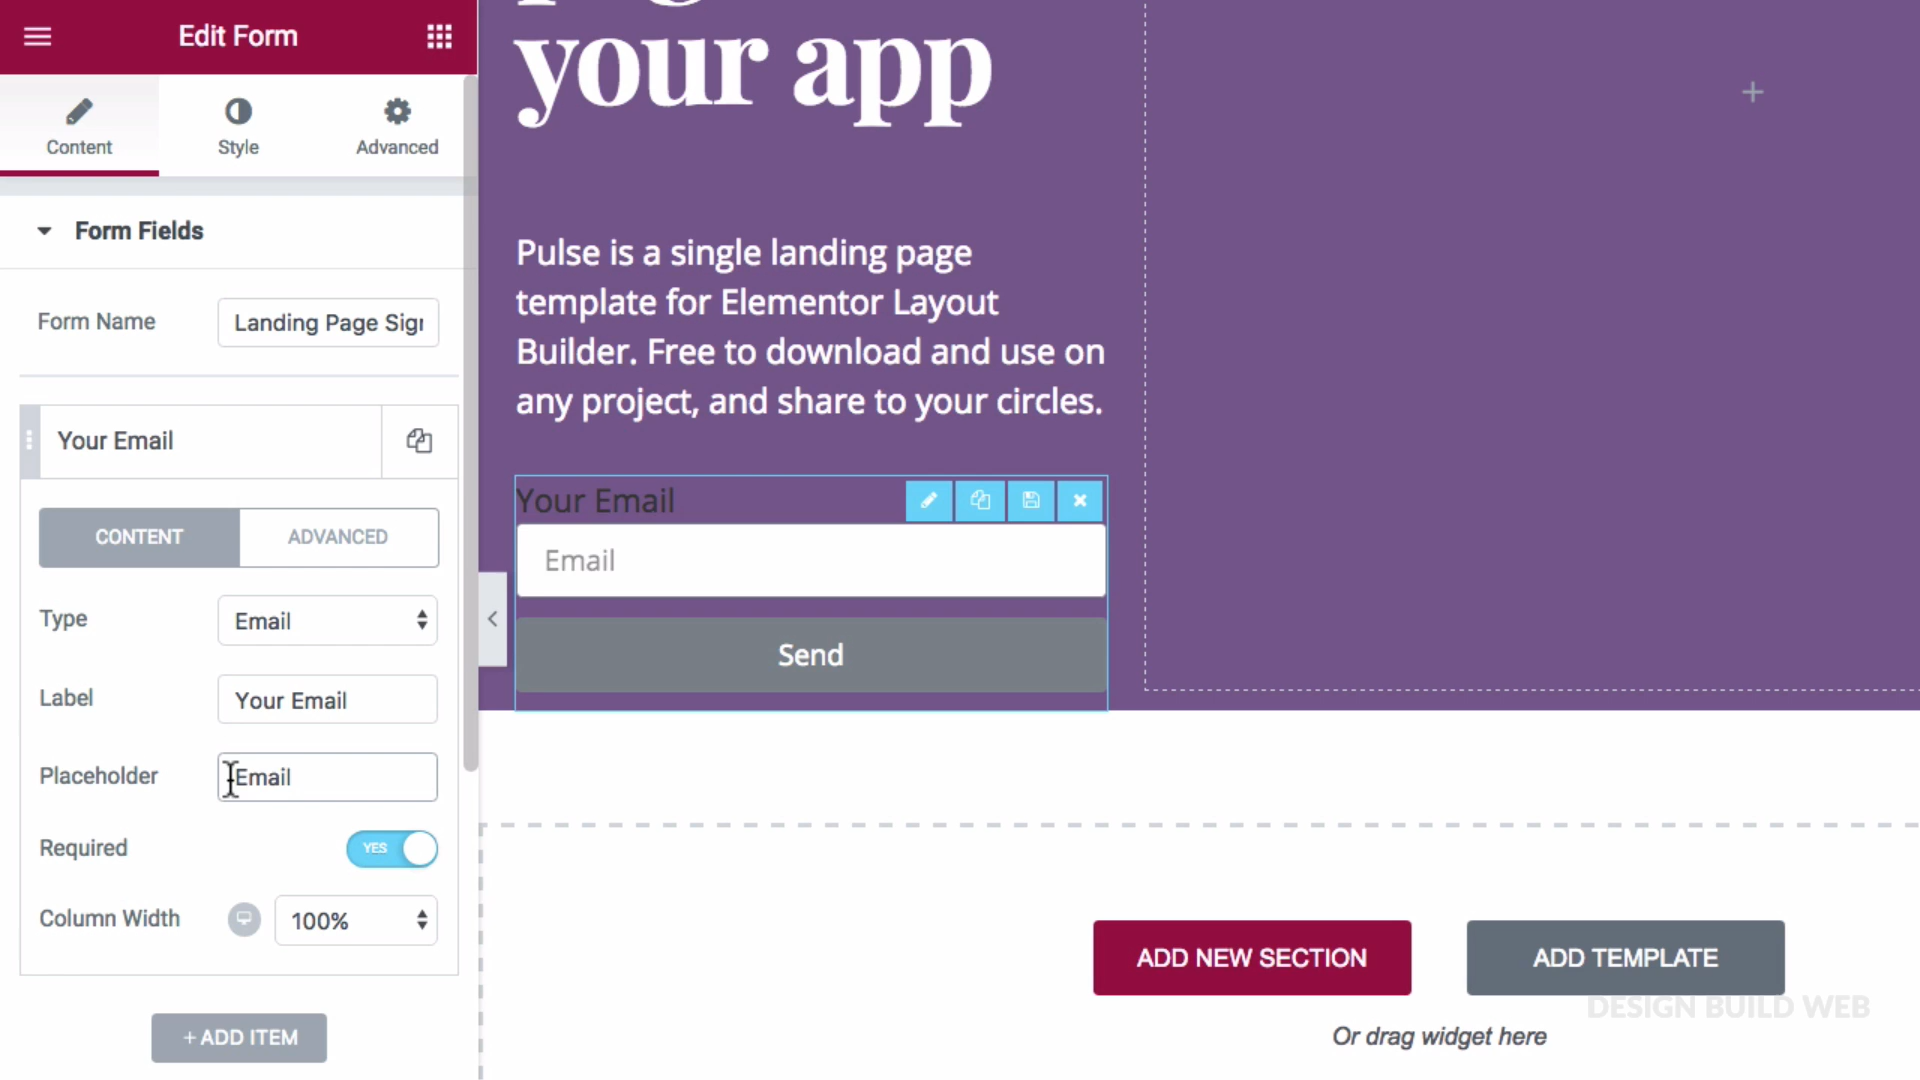 Edit Form
Content
Style
Advanced
Form Fields
Form Name
Landing Page Sig
Your Email
CONTENT
ADVANCED
Type
Email
Label
Your Email
Placeholder
Email
Required
YES
Column Width
100%
+ ADD ITEM
your app
Pulse is a single landing page
template for Elementor Layout
Builder. Free to download and use on
any project, and share to your circles.
Your Email
Email
Send
ADD NEW SECTION
ADD TEMPLATE
DESIGN BUILD WEB
Or drag widget here